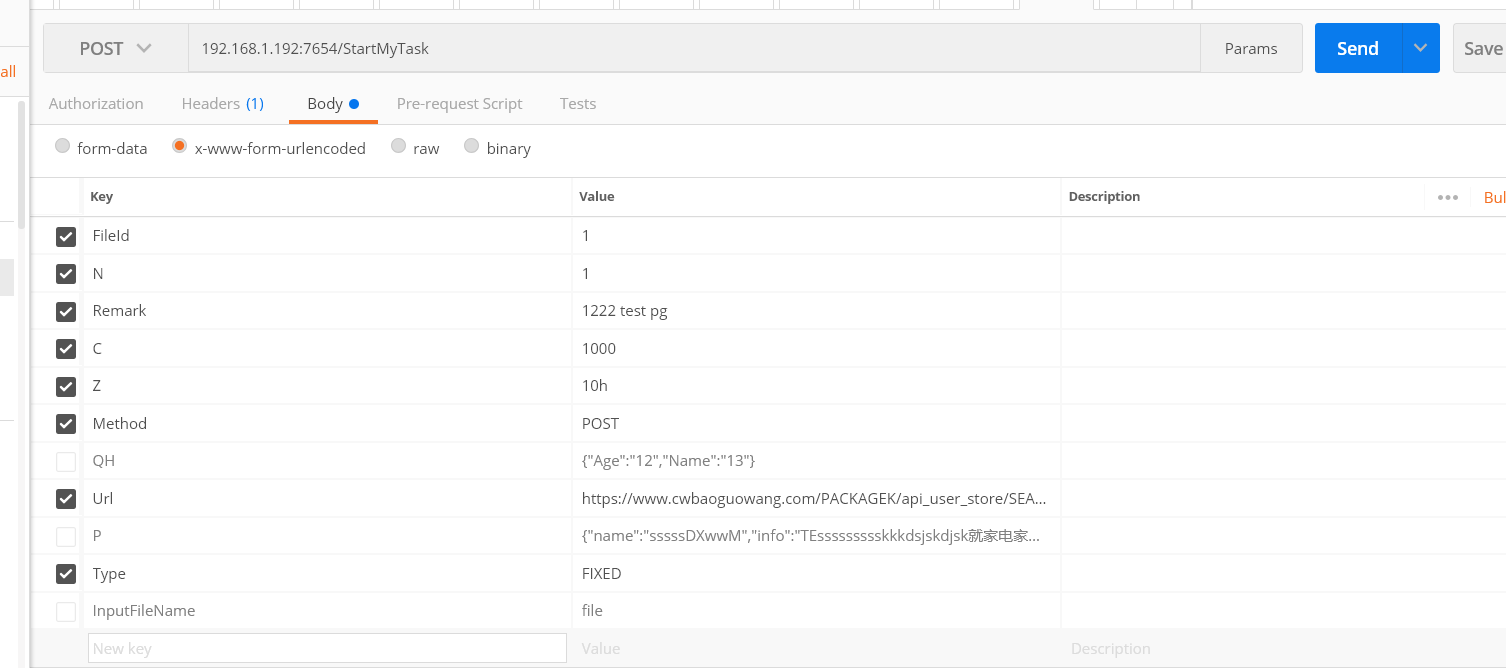 POST 192.168.1.192:7654/StartMyTask Params Send Save
all
Authorization Headers (1) Body Pre-request Script Tests
form-data x-www-form-urlencoded raw binary
Key Value Description ••• Bul
FileId 1
N 1
Remark 1222 test pg
C 1000
Z 10h
Method POST
QH {"Age":"12","Name":"13"}
Url https://www.cwbaoguowang.com/PACKAGEK/api_user_store/SEA...
P {"name":"sssssDXwwM","info":"TEssssssssskkkdsjskdjsk就家电家...
Type FIXED
InputFileName file
New key Value Description